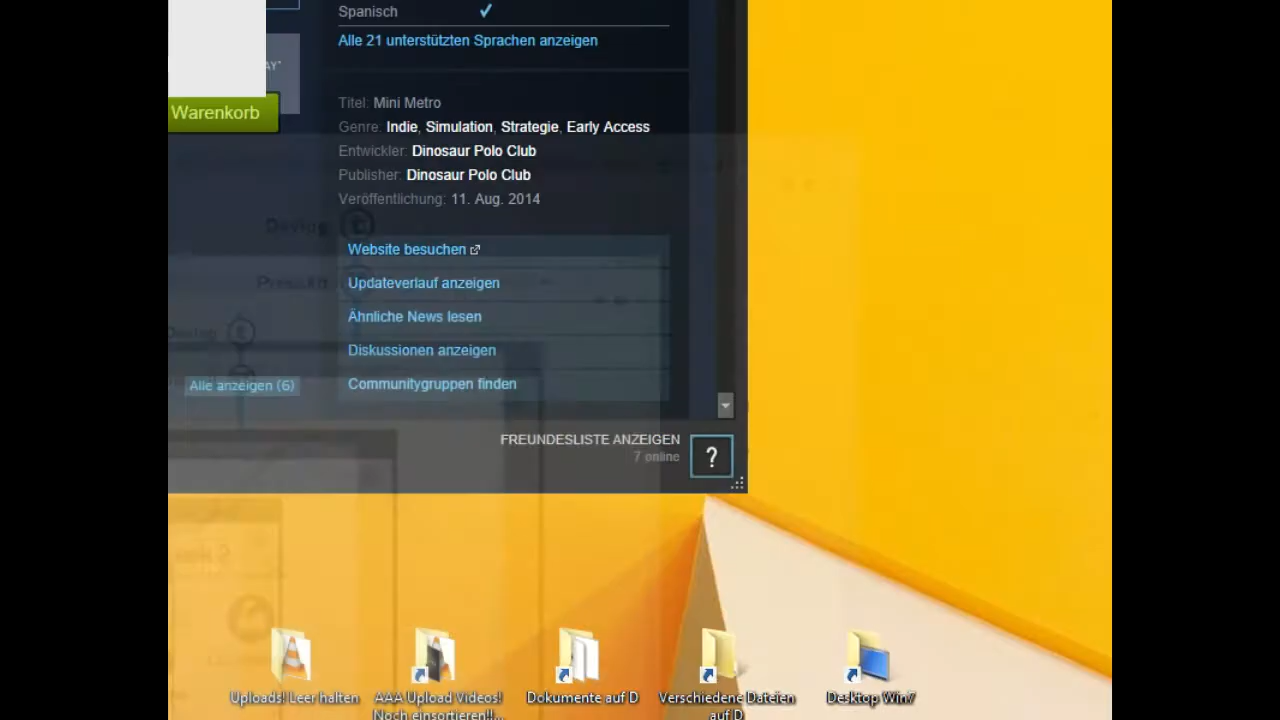 Spanisch
Alle 21 unterstützten Sprachen anzeigen
AY"
Warenkorb
Titel: Mini Metro
Genre: Indie, Simulation, Strategie, Early Access
Entwickler: Dinosaur Polo Club
Publisher: Dinosaur Polo Club
Veröffentlichung: 11. Aug. 2014
Website besuchen
Updateverlauf anzeigen
Ähnliche News lesen
Diskussionen anzeigen
Alle anzeigen (6)
Communitygruppen finden
FREUNDESLISTE ANZEIGEN
7 online
?
Uploads! Leer halten
AAA Upload Videos! Noch einsortieren!!...
Dokumente auf D
Verschiedene Dateien auf D
Desktop Win7